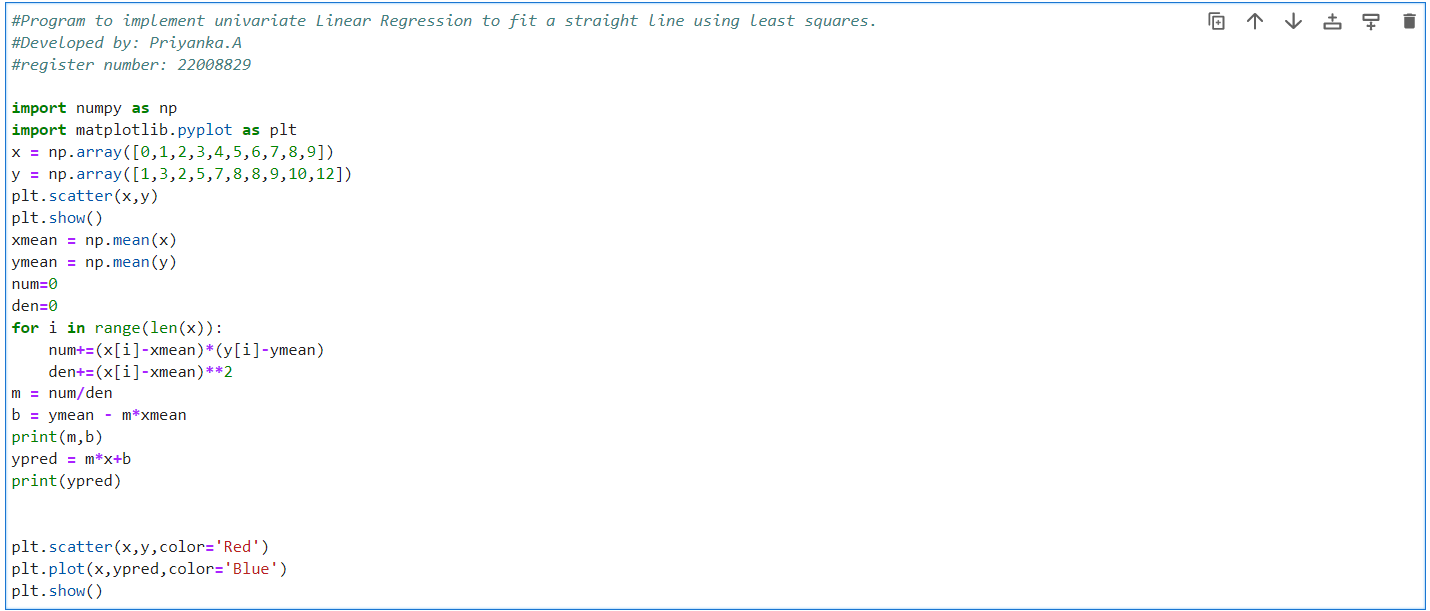 #Program to implement univariate Linear Regression to fit a straight line using least squares.
#Developed by: Priyanka.A
#register number: 22008829

import numpy as np
import matplotlib.pyplot as plt
x = np.array([0,1,2,3,4,5,6,7,8,9])
y = np.array([1,3,2,5,7,8,8,9,10,12])
plt.scatter(x,y)
plt.show()
xmean = np.mean(x)
ymean = np.mean(y)
num=0
den=0
for i in range(len(x)):
    num+=(x[i]-xmean)*(y[i]-ymean)
    den+=(x[i]-xmean)**2
m = num/den
b = ymean - m*xmean
print(m,b)
ypred = m*x+b
print(ypred)


plt.scatter(x,y,color='Red')
plt.plot(x,ypred,color='Blue')
plt.show()